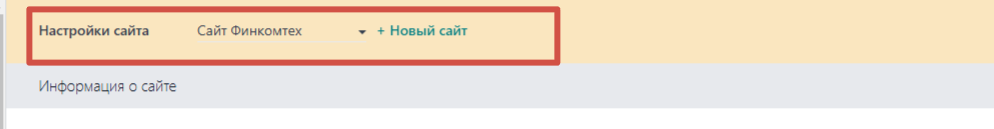 Настройки сайта Сайт Финкомтех + Новый сайт
Информация о сайте